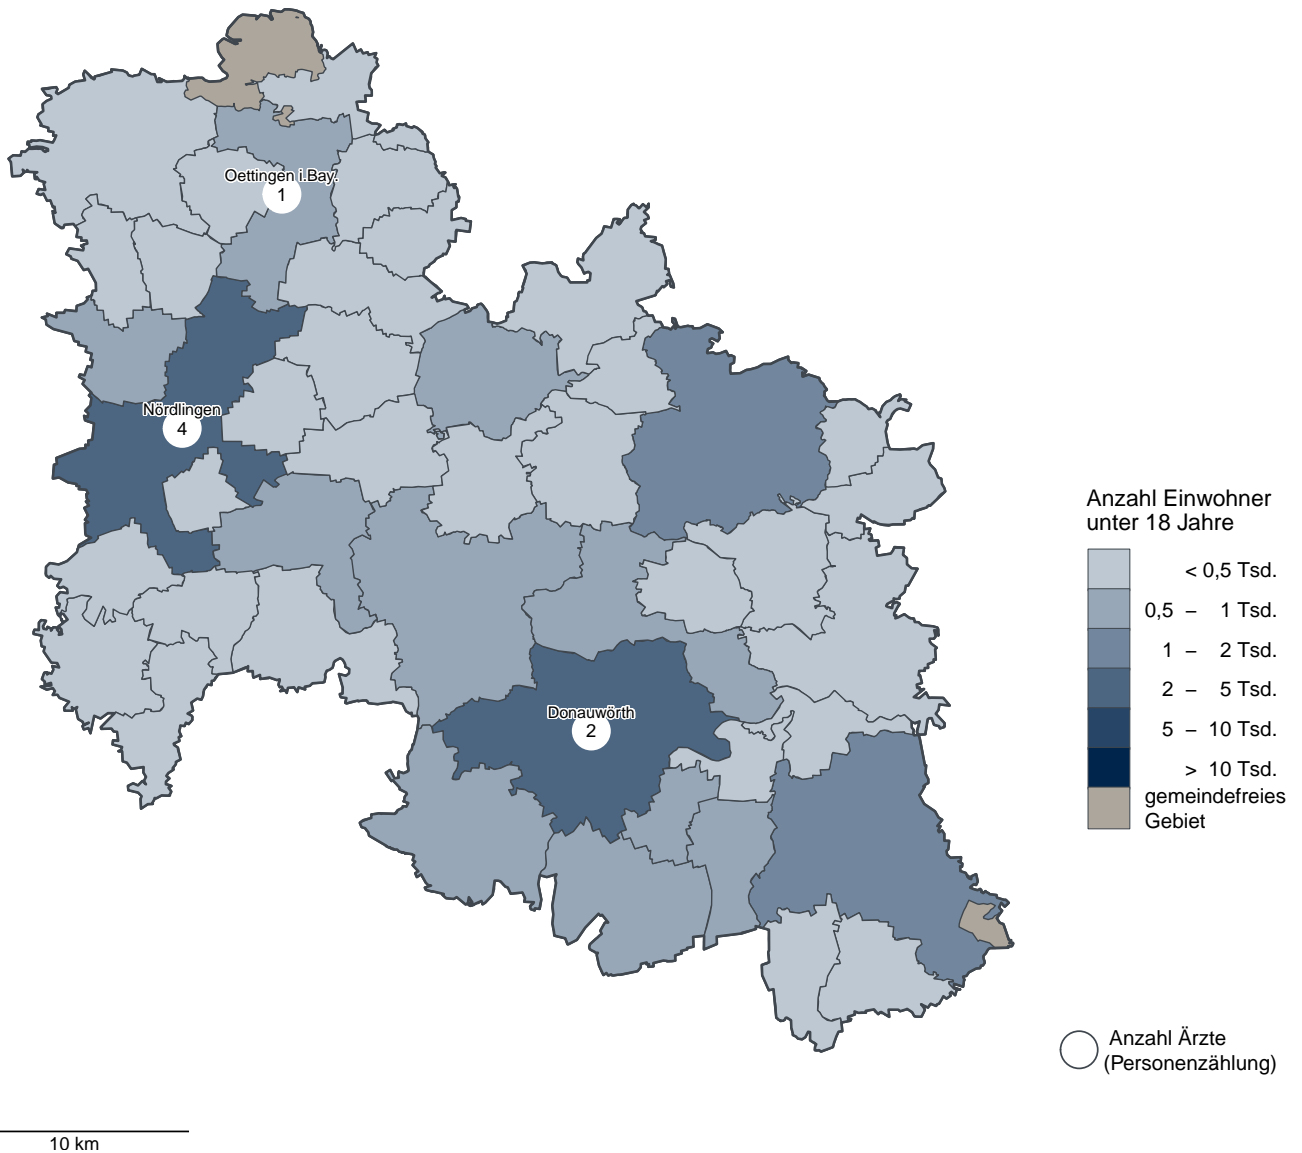 Oettingen i.Bay.
1
Nördlingen
4
Donauwörth
2
Anzahl Einwohner
unter 18 Jahre
< 0,5 Tsd.
0,5 – 1 Tsd.
1 – 2 Tsd.
2 – 5 Tsd.
5 – 10 Tsd.
> 10 Tsd.
gemeindefreies
Gebiet
Anzahl Ärzte
(Personenzählung)
10 km